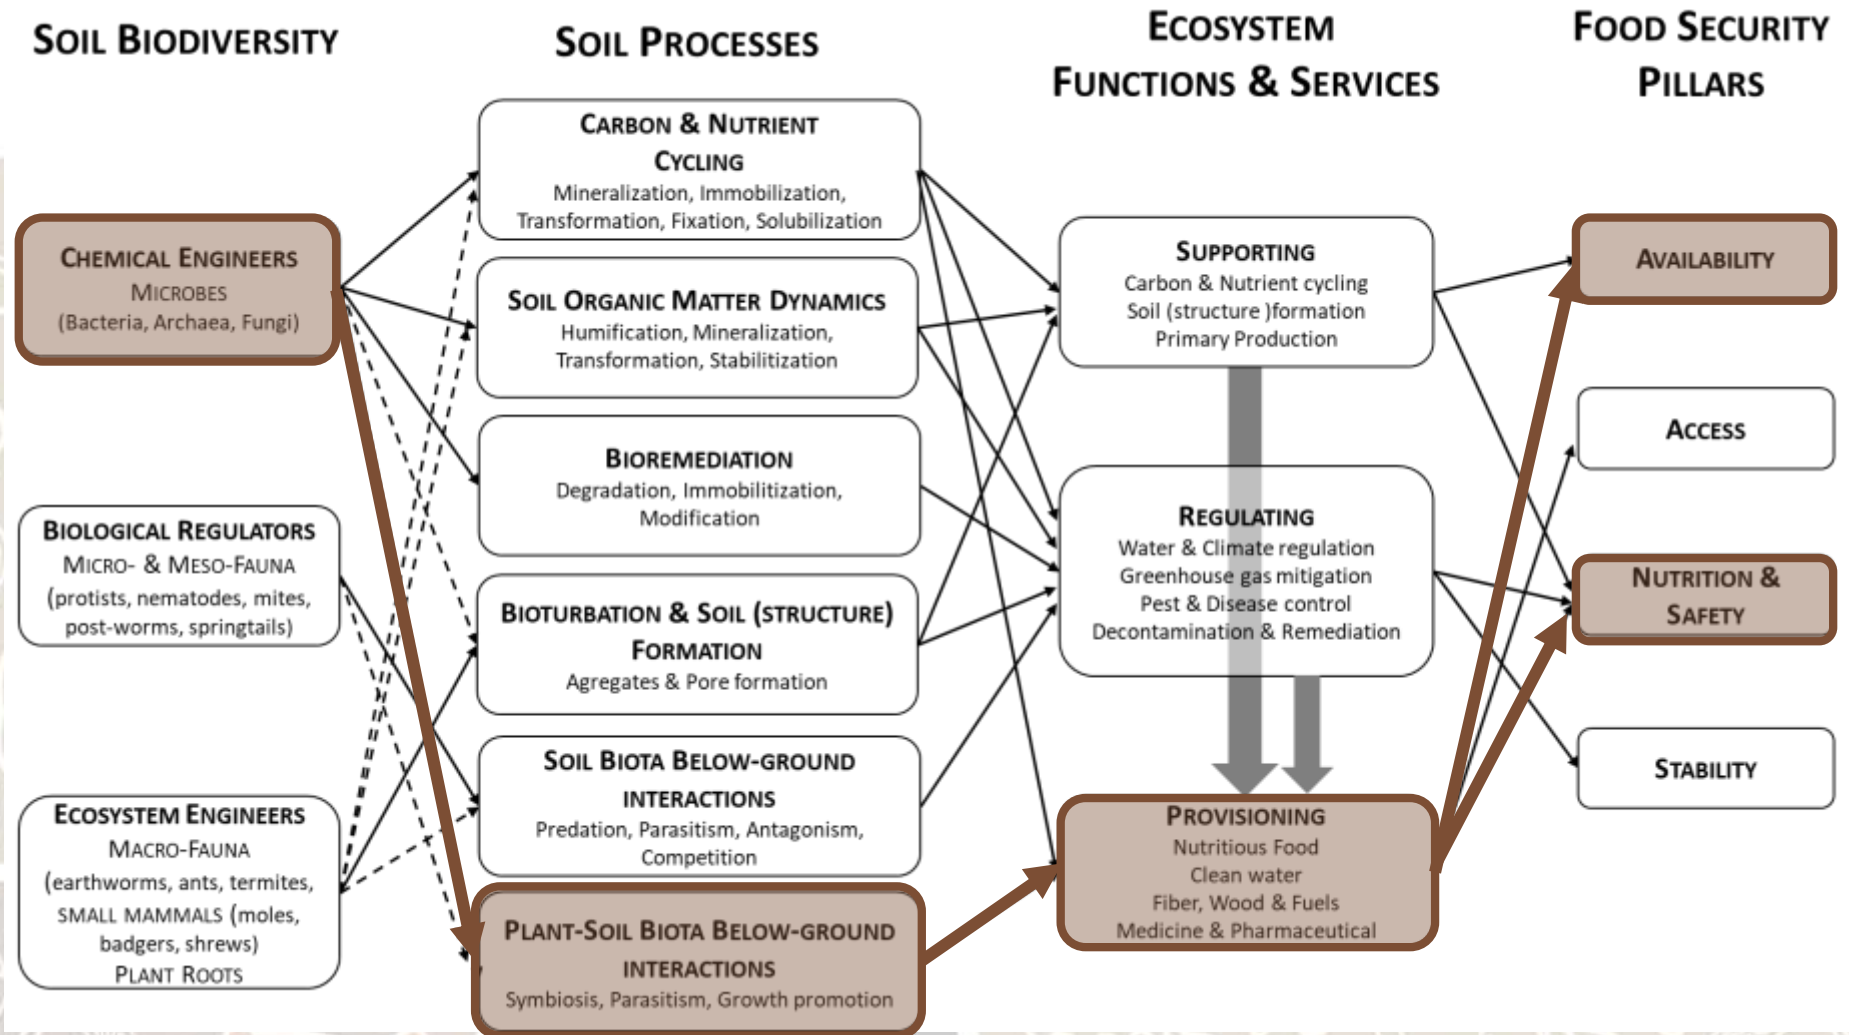 SOIL BIODIVERSITY
CHEMICAL ENGINEERS
MICROBES
(Bacteria, Archaea, Fungi)
BIOLOGICAL REGULATORS
MICRO- & MESO-FAUNA
(protists, nematodes, mites,
post-worms, springtails)
ECOSYSTEM ENGINEERS
MACRO-FAUNA
(earthworms, ants, termites,
SMALL MAMMALS (moles,
badgers, shrews)
PLANT ROOTS
SOIL PROCESSES
CARBON & NUTRIENT
CYCLING
Mineralization, Immobilization,
Transformation, Fixation, Solubilization
SOIL ORGANIC MATTER DYNAMICS
Humification, Mineralization,
Transformation, Stabilitization
BIOREMEDIATION
Degradation, Immobilitization,
Modification
BIOTURBATION & SOIL (STRUCTURE)
FORMATION
Agregates & Pore formation
SOIL BIOTA BELOW-GROUND
INTERACTIONS
Predation, Parasitism, Antagonism,
Competition
PLANT-SOIL BIOTA BELOW-GROUND
INTERACTIONS
Symbiosis, Parasitism, Growth promotion
ECOSYSTEM
FUNCTIONS & SERVICES
SUPPORTING
Carbon & Nutrient cycling
Soil (structure )formation
Primary Production
REGULATING
Water & Climate regulation
Greenhouse gas mitigation
Pest & Disease control
Decontamination & Remediation
PROVISIONING
Nutritious Food
Clean water
Fiber, Wood & Fuels
Medicine & Pharmaceutical
FOOD SECURITY
PILLARS
AVAILABILITY
ACCESS
NUTRITION &
SAFETY
STABILITY